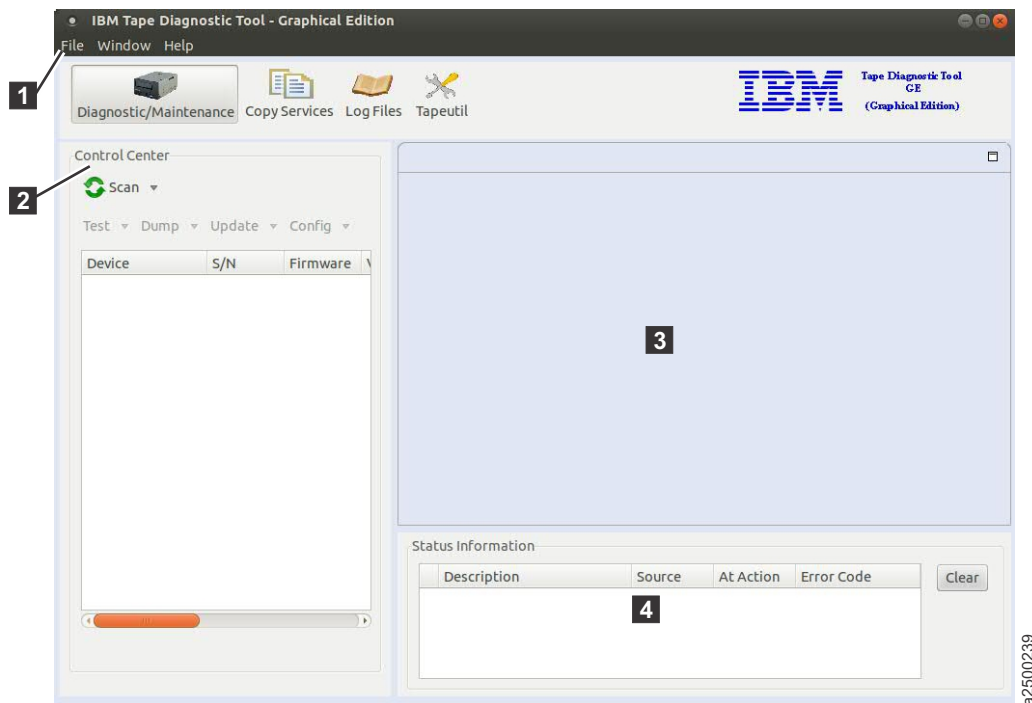 IBM Tape Diagnostic Tool - Graphical Edition
File Window Help
1
Diagnostic/Maintenance Copy Services Log Files Tapeutil
IBM
Tape Diagnostic Tool
GE
(Graphical Edition)
Control Center
2
Scan
Test Dump Update Config
Device S/N Firmware
3
Status Information
Description Source At Action Error Code
Clear
4
a2500239